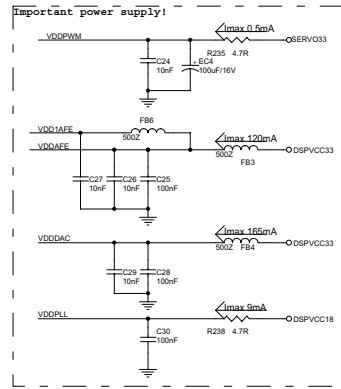 Important power supply!
Imax 0.5mA
VDDPWM
SERVO33
C24
10nF
+ EC4
100uF/16V
R235 4.7R
FB6
VDD1AFE
500Z
Imax 120mA
VDDAFE
DSPVCC33
500Z
FB3
C27
10nF
C26
10nF
C25
100nF
Imax 165mA
VDDDAC
DSPVCC33
500Z FB4
C29
10nF
C28
100nF
Imax 9mA
VDDPLL
DSPVCC18
C30
100nF
R238 4.7R